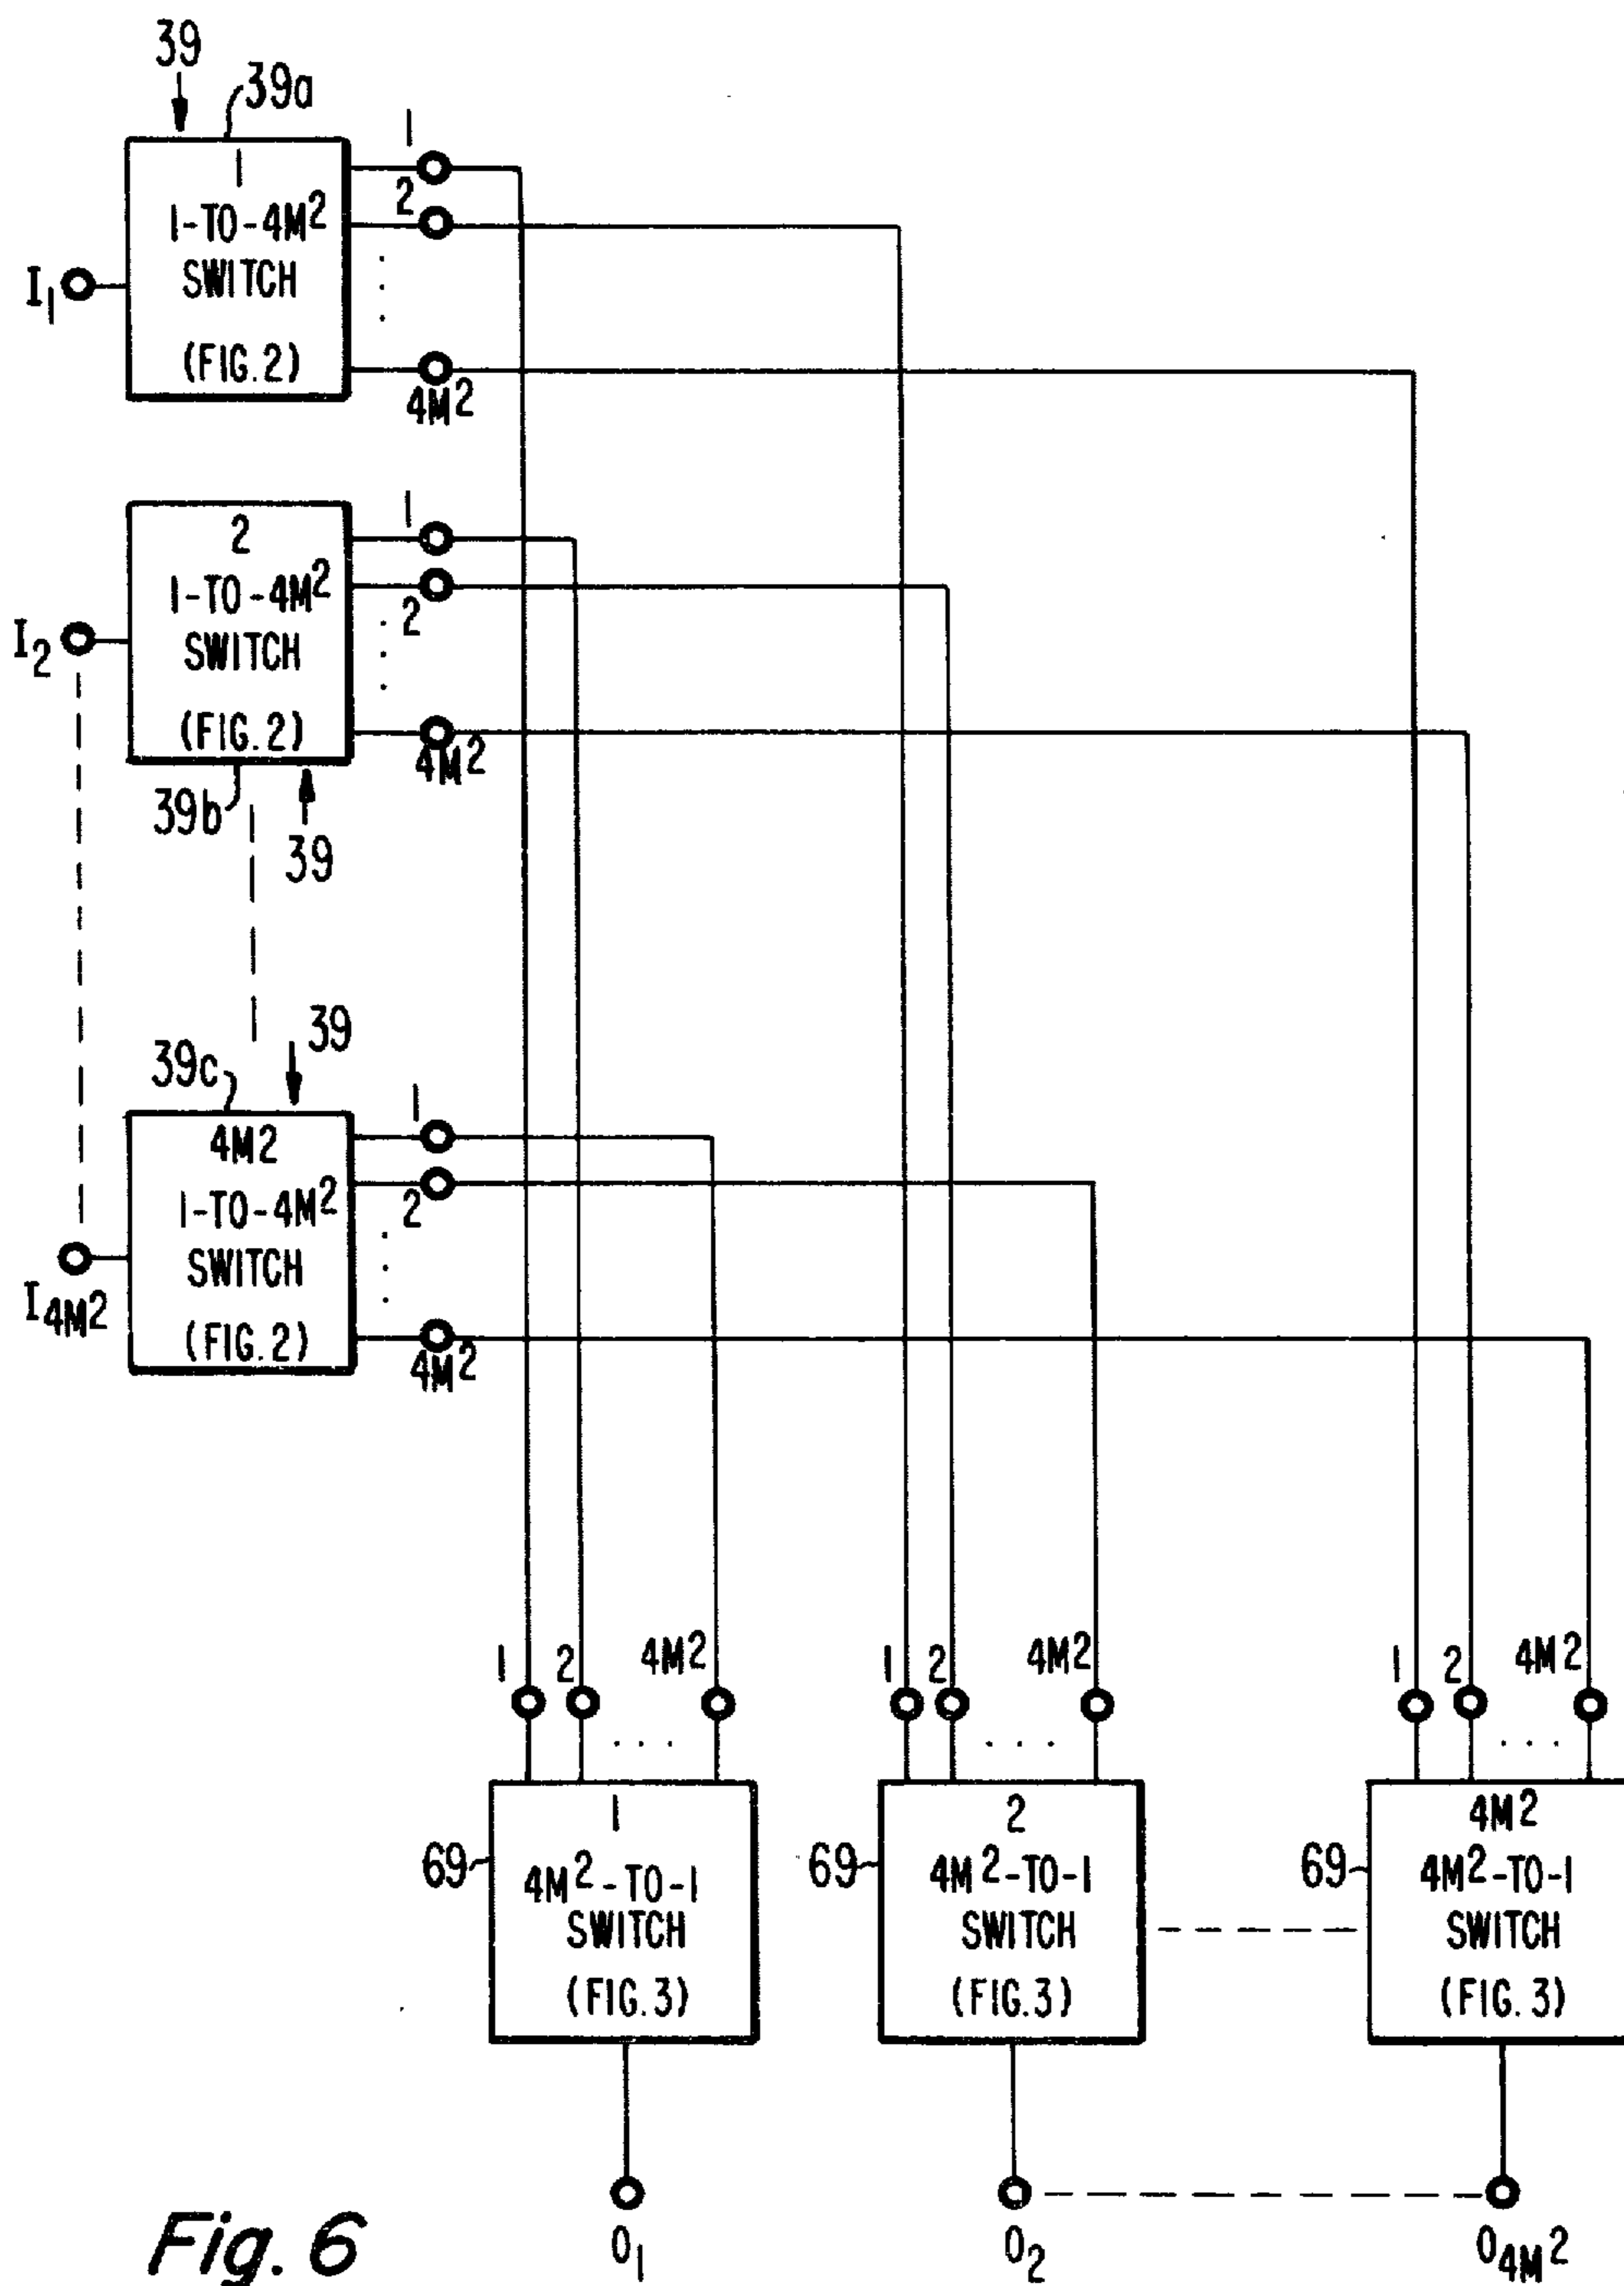 39
39a
1
1-TO-4M²
SWITCH
(FIG. 2)
I₁
1
2
4M²
2
1-TO-4M²
SWITCH
(FIG. 2)
I₂
1
2
4M²
39b
39
39c
39
4M²
1-TO-4M²
SWITCH
(FIG. 2)
I₄M²
1
2
4M²
1
2
4M²
1
2
4M²
1
2
4M²
69
1
4M²-TO-1
SWITCH
(FIG. 3)
69
2
4M²-TO-1
SWITCH
(FIG. 3)
69
4M²
4M²-TO-1
SWITCH
(FIG. 3)
O₁
O₂
O₄M²
Fig. 6